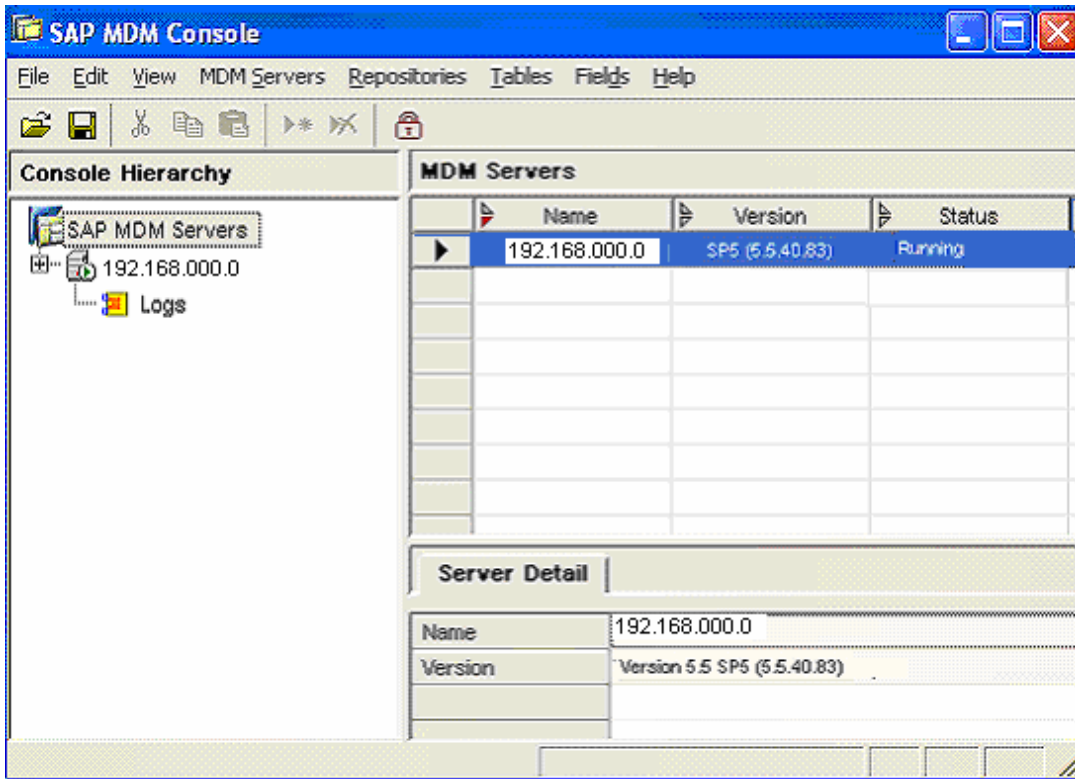 SAP MDM Console
File Edit View MDM Servers Repositories Tables Fields Help
Console Hierarchy
SAP MDM Servers
192.168.000.0
Logs
MDM Servers
Name Version Status
192.168.000.0 SP5 (5.5.40.83) Running
Server Detail
Name 192.168.000.0
Version Version 5.5 SP5 (5.5.40.83)